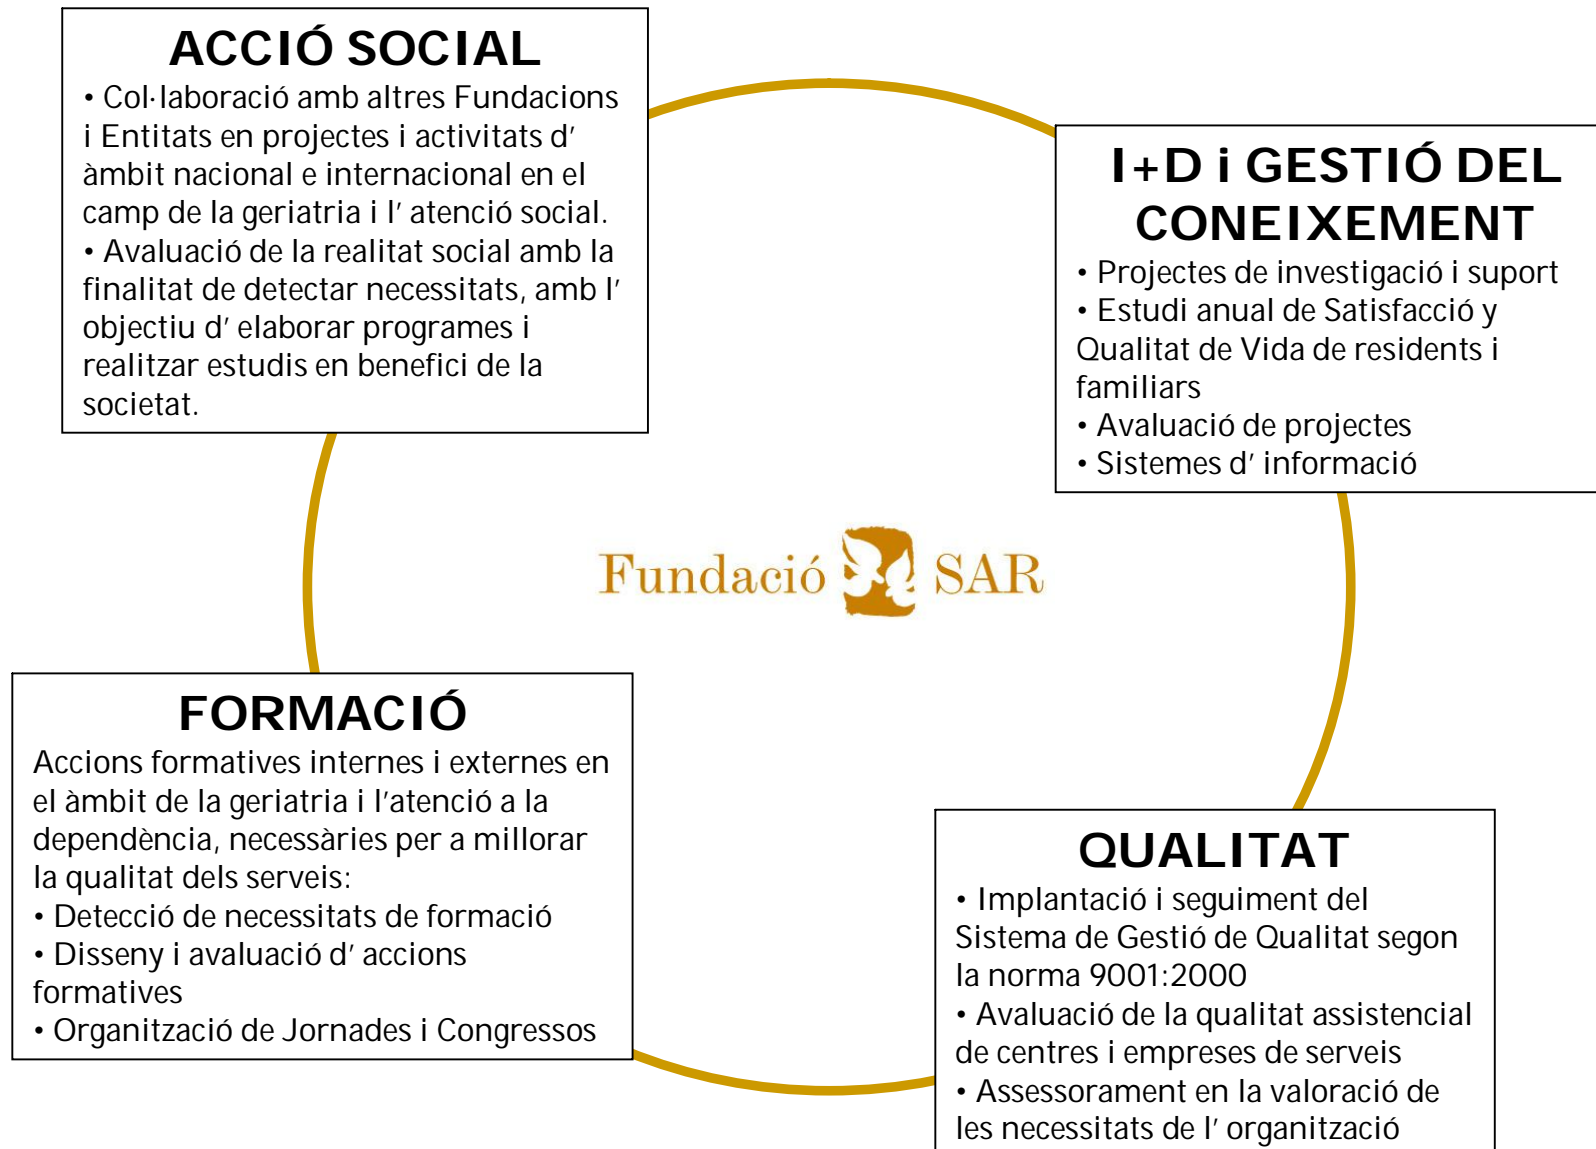 ACCIÓ SOCIAL
• Col·laboració amb altres Fundacions
i Entitats en projectes i activitats d’
àmbit nacional e internacional en el
camp de la geriatria i l’ atenció social.
• Avaluació de la realitat social amb la
finalitat de detectar necessitats, amb l’
objectiu d’ elaborar programes i
realitzar estudis en benefici de la
societat.
I+D i GESTIÓ DEL
CONEIXEMENT
• Projectes de investigació i suport
• Estudi anual de Satisfacció y
Qualitat de Vida de residents i
familiars
• Avaluació de projectes
• Sistemes d’ informació
Fundació SAR
FORMACIÓ
Accions formatives internes i externes en
el àmbit de la geriatria i l’atenció a la
dependència, necessàries per a millorar
la qualitat dels serveis:
• Detecció de necessitats de formació
• Disseny i avaluació d’ accions
formatives
• Organització de Jornades i Congressos
QUALITAT
• Implantació i seguiment del
Sistema de Gestió de Qualitat segon
la norma 9001:2000
• Avaluació de la qualitat assistencial
de centres i empreses de serveis
• Assessorament en la valoració de
les necessitats de l’ organització